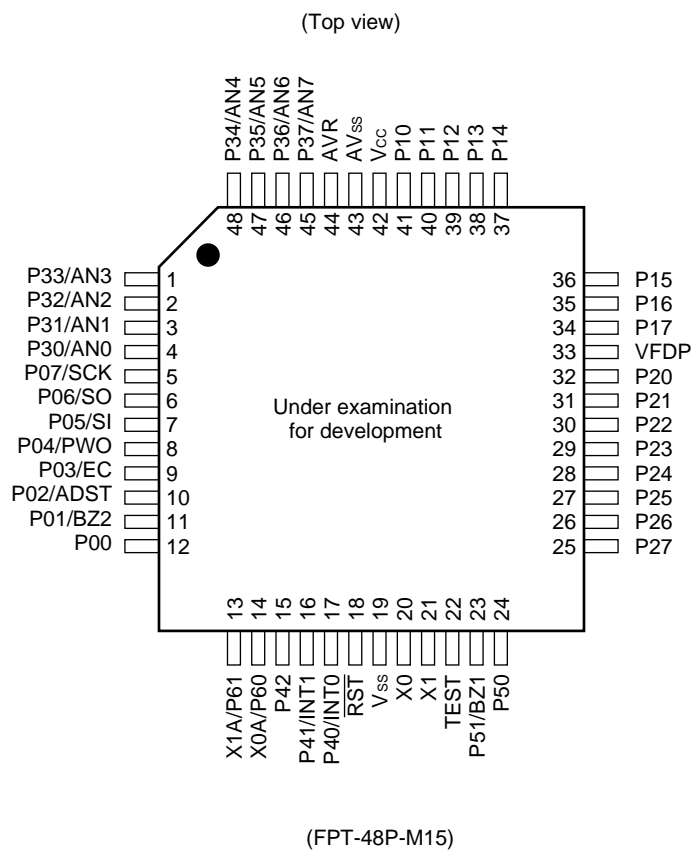 (Top view)
P34/AN4
P35/AN5
P36/AN6
P37/AN7
AVR
AVss
Vcc
P10
P11
P12
P13
P14
48
47
46
45
44
43
42
41
40
39
38
37
P33/AN3 1
P32/AN2 2
P31/AN1 3
P30/AN0 4
P07/SCK 5
P06/SO 6
P05/SI 7
P04/PWO 8
P03/EC 9
P02/ADST 10
P01/BZ2 11
P00 12
Under examination
for development
36 P15
35 P16
34 P17
33 VFDP
32 P20
31 P21
30 P22
29 P23
28 P24
27 P25
26 P26
25 P27
13
14
15
16
17
18
19
20
21
22
23
24
X1A/P61
X0A/P60
P42
P41/INT1
P40/INT0
RST
Vss
X0
X1
TEST
P51/BZ1
P50
(FPT-48P-M15)